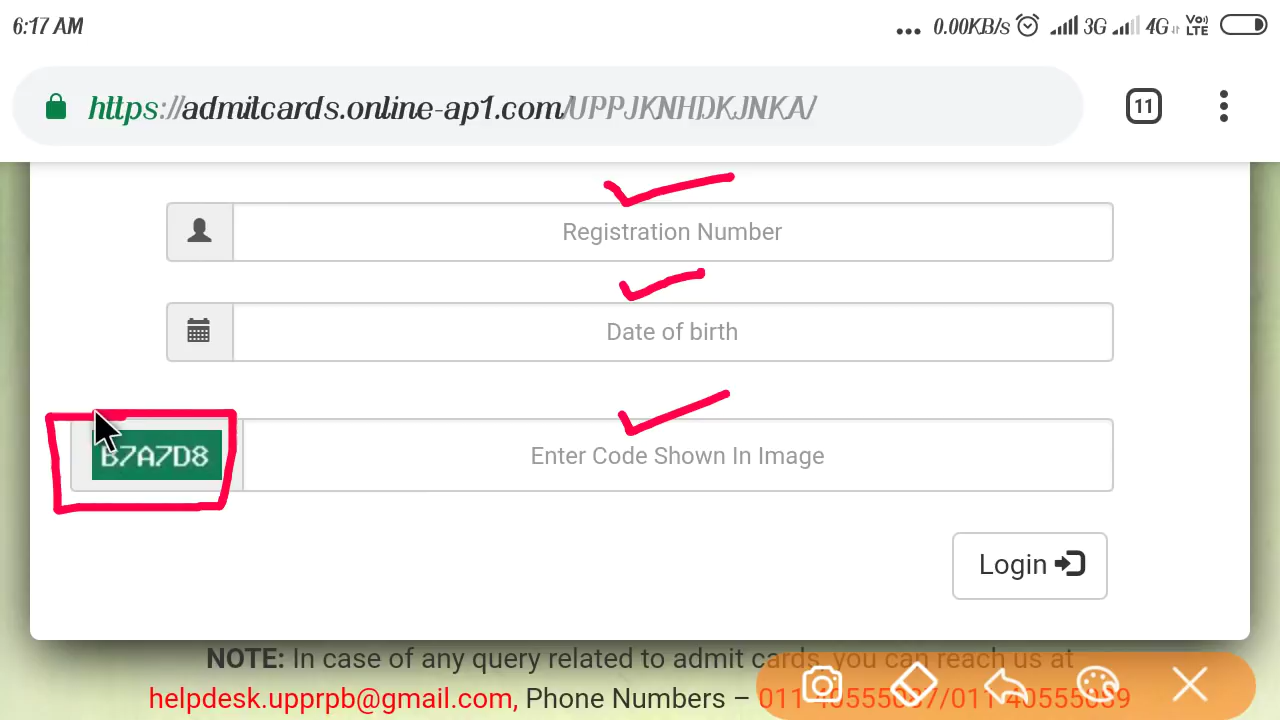 6:17 AM
... 0.00KB/s 3G 4G Vo)) LTE
https://admitcards.online-ap1.com/UPPJKNHDKJNKA/
11
Registration Number
Date of birth
B7A7D8
Enter Code Shown In Image
Login
NOTE: In case of any query related to admit cards, you can reach us at
helpdesk.upprpb@gmail.com, Phone Numbers –